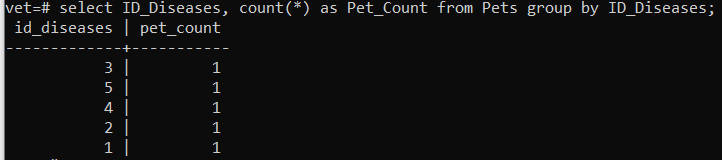 vet=# select ID_Diseases, count(*) as Pet_Count from Pets group by ID_Diseases;
 id_diseases | pet_count
-------------+-----------
           3 |         1
           5 |         1
           4 |         1
           2 |         1
           1 |         1